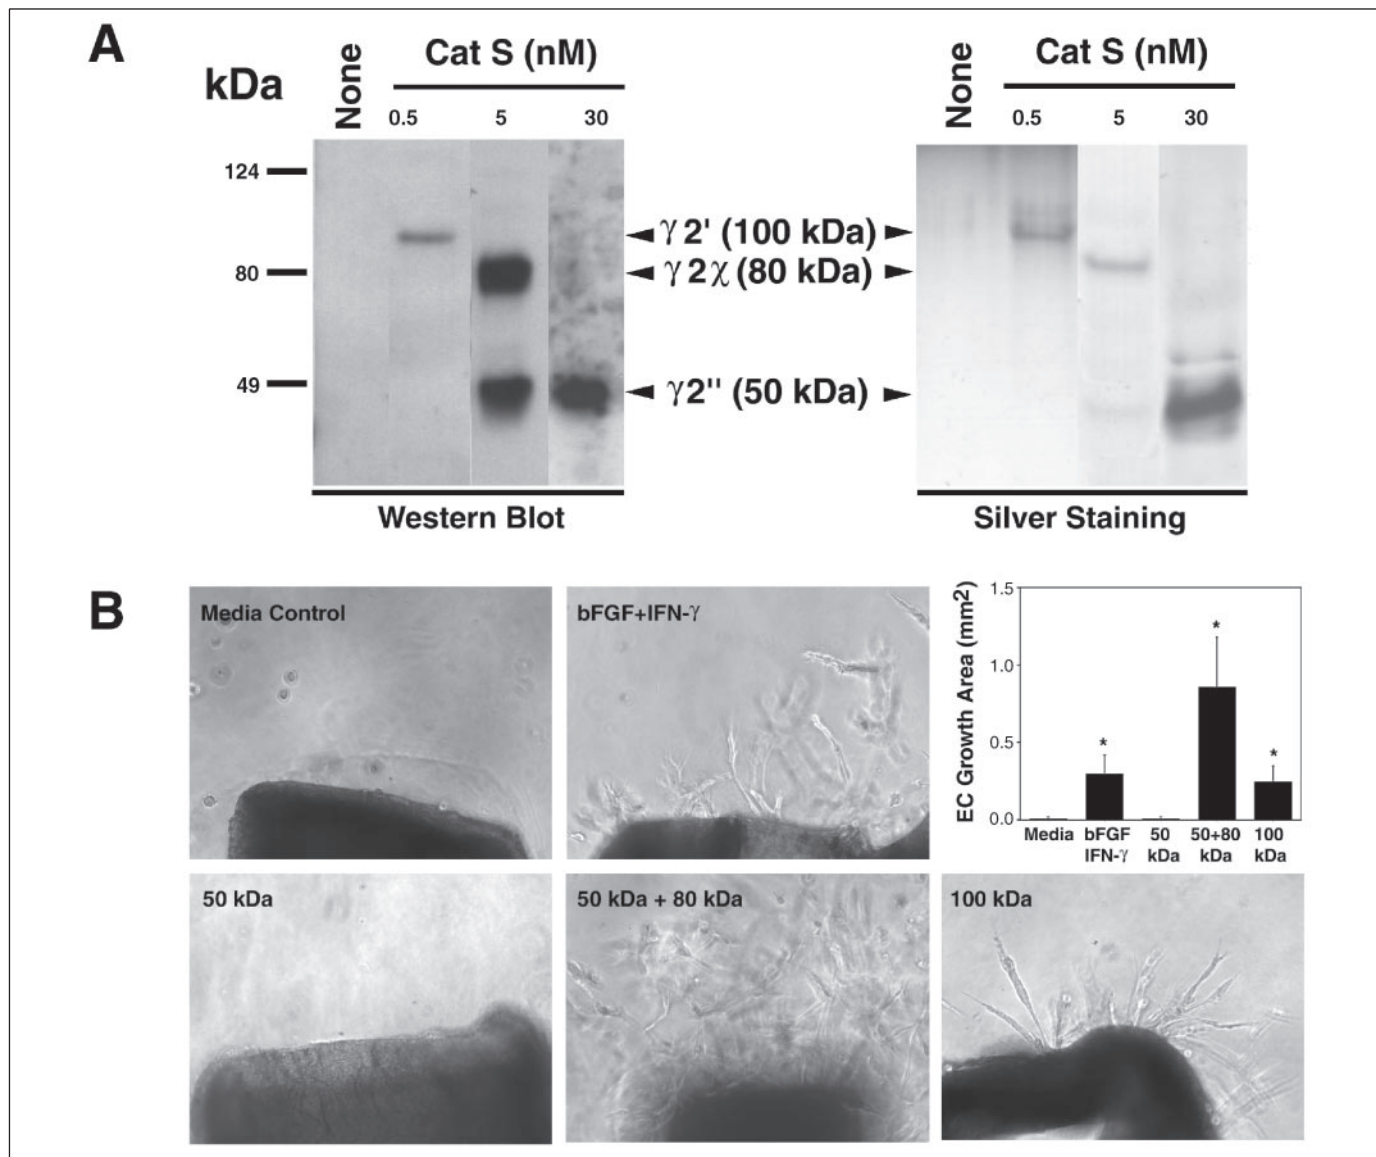 A
kDa
None
Cat S (nM)
0.5 5 30
None
Cat S (nM)
0.5 5 30
124
80
49
γ2' (100 kDa)
γ2χ (80 kDa)
γ2'' (50 kDa)
Western Blot
Silver Staining
B
Media Control
bFGF+IFN-γ
EC Growth Area (mm2)
1.5
1.0
0.5
0.0
*
*
*
Media bFGF 50 50+80 100
IFN-γ kDa kDa kDa
50 kDa
50 kDa + 80 kDa
100 kDa